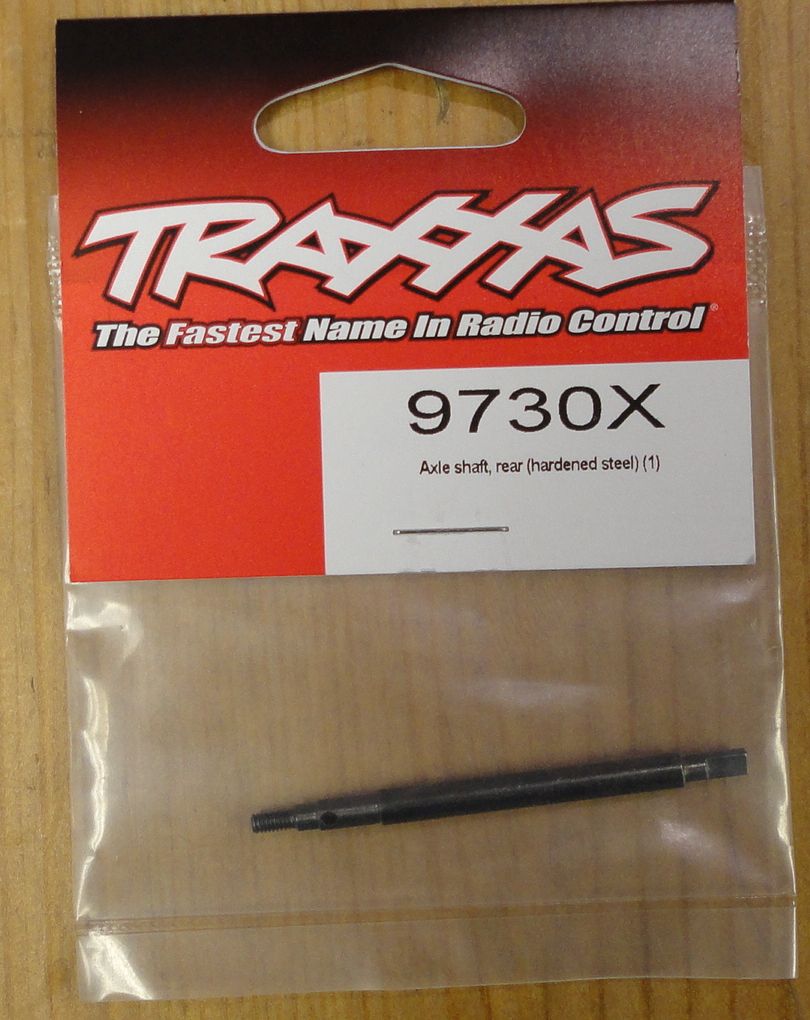 TRAXXAS
The Fastest Name In Radio Control®
9730X
Axle shaft, rear (hardened steel) (1)